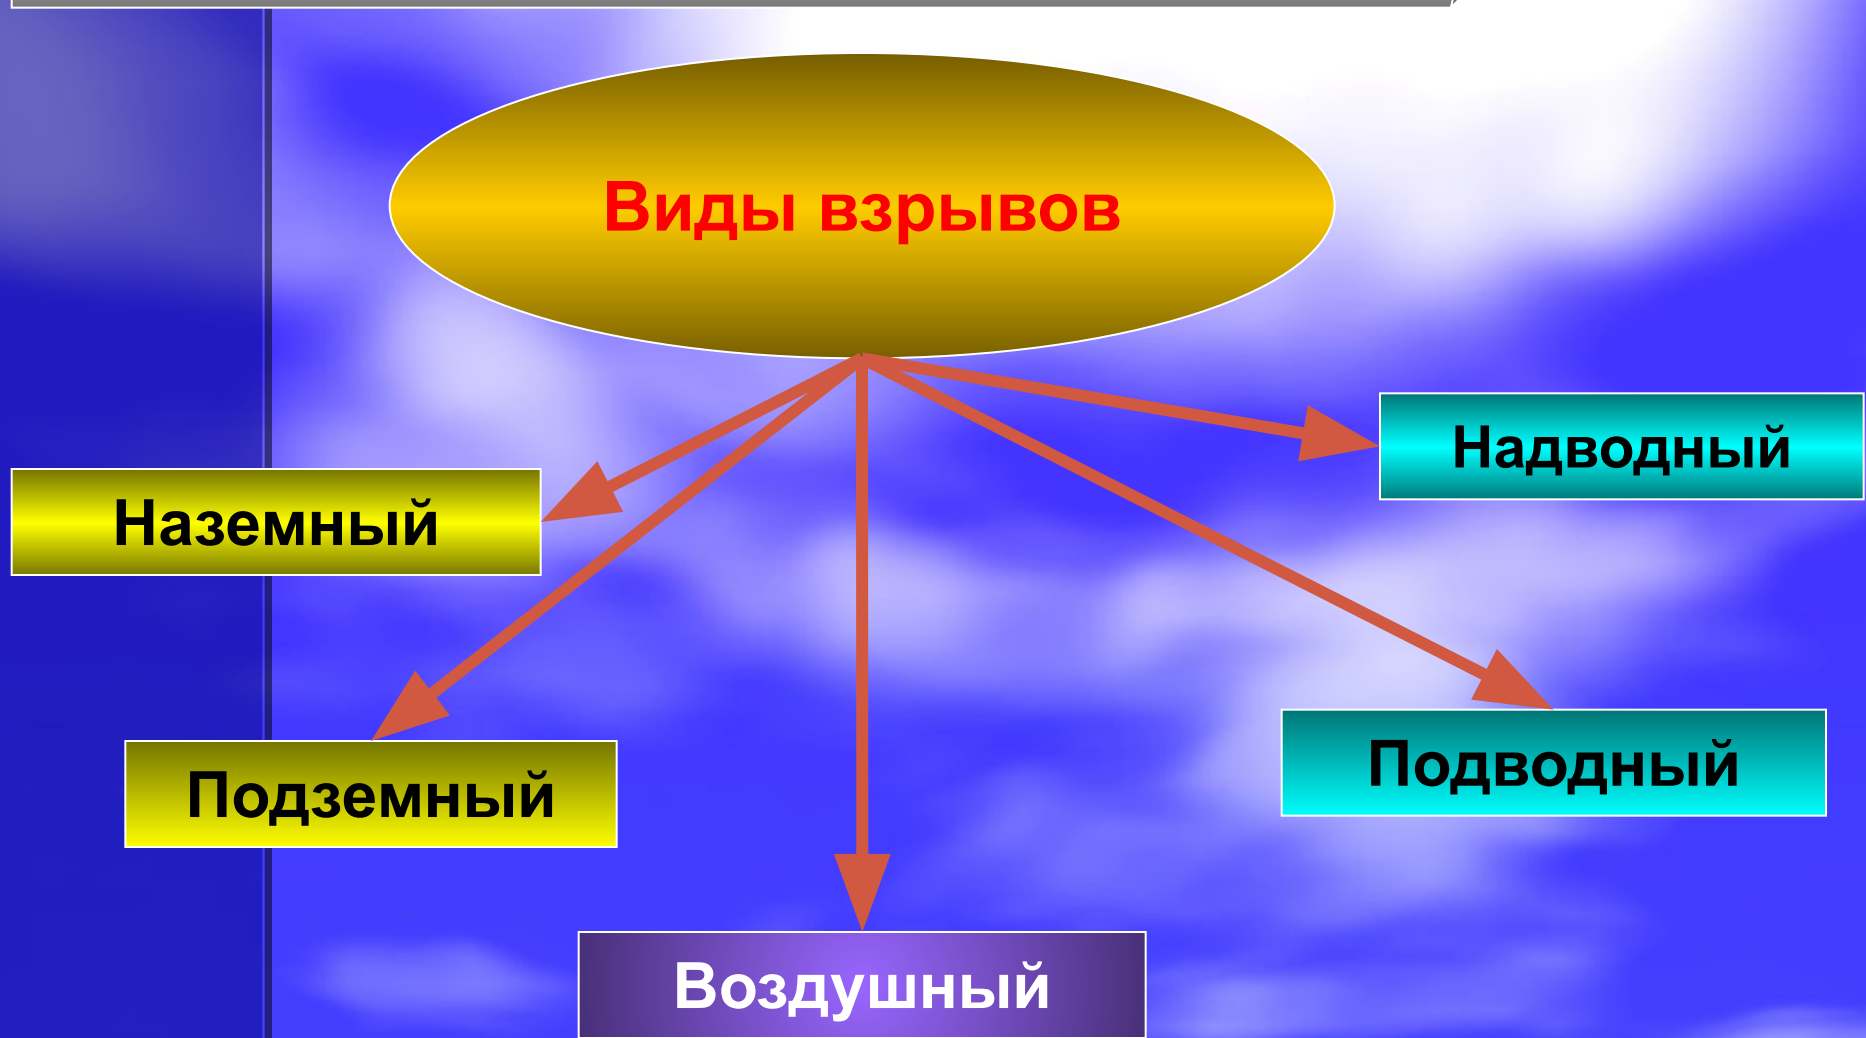 Виды взрывов
Надводный
Наземный
Подводный
Подземный
Воздушный